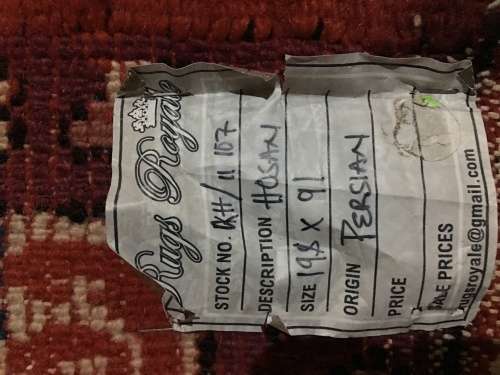 Rugs Royale
STOCK NO. RH/11 107
DESCRIPTION HOSAN
SIZE 198 X 91
ORIGIN PERSIAN
PRICE
SALE PRICES
rugsroyale@gmail.com